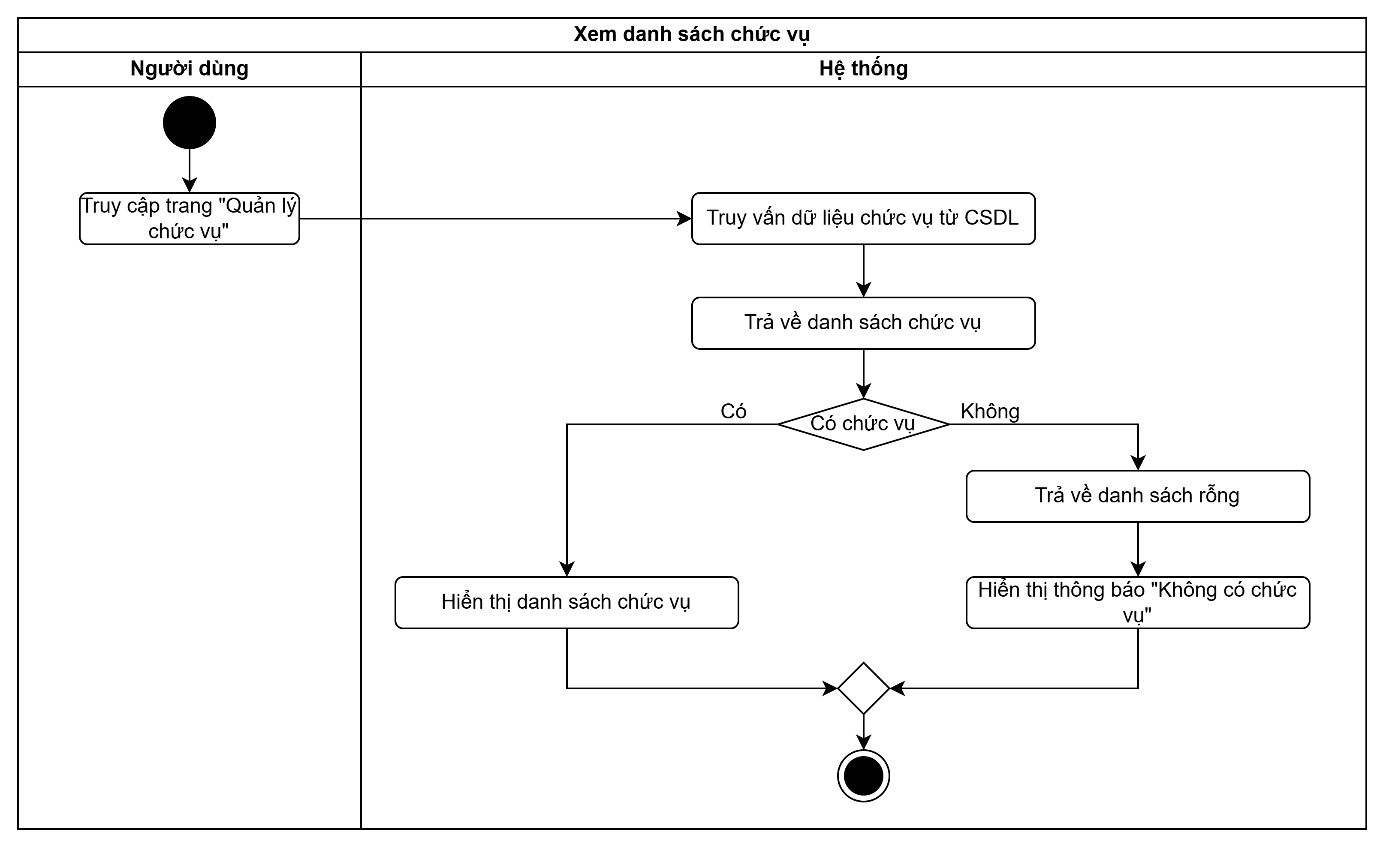 Xem danh sách chức vụ
Người dùng
Hệ thống
Truy cập trang "Quản lý
chức vụ"
Truy vấn dữ liệu chức vụ từ CSDL
Trả về danh sách chức vụ
Có
Có chức vụ
Không
Trả về danh sách rỗng
Hiển thị danh sách chức vụ
Hiển thị thông báo "Không có chức
vụ"